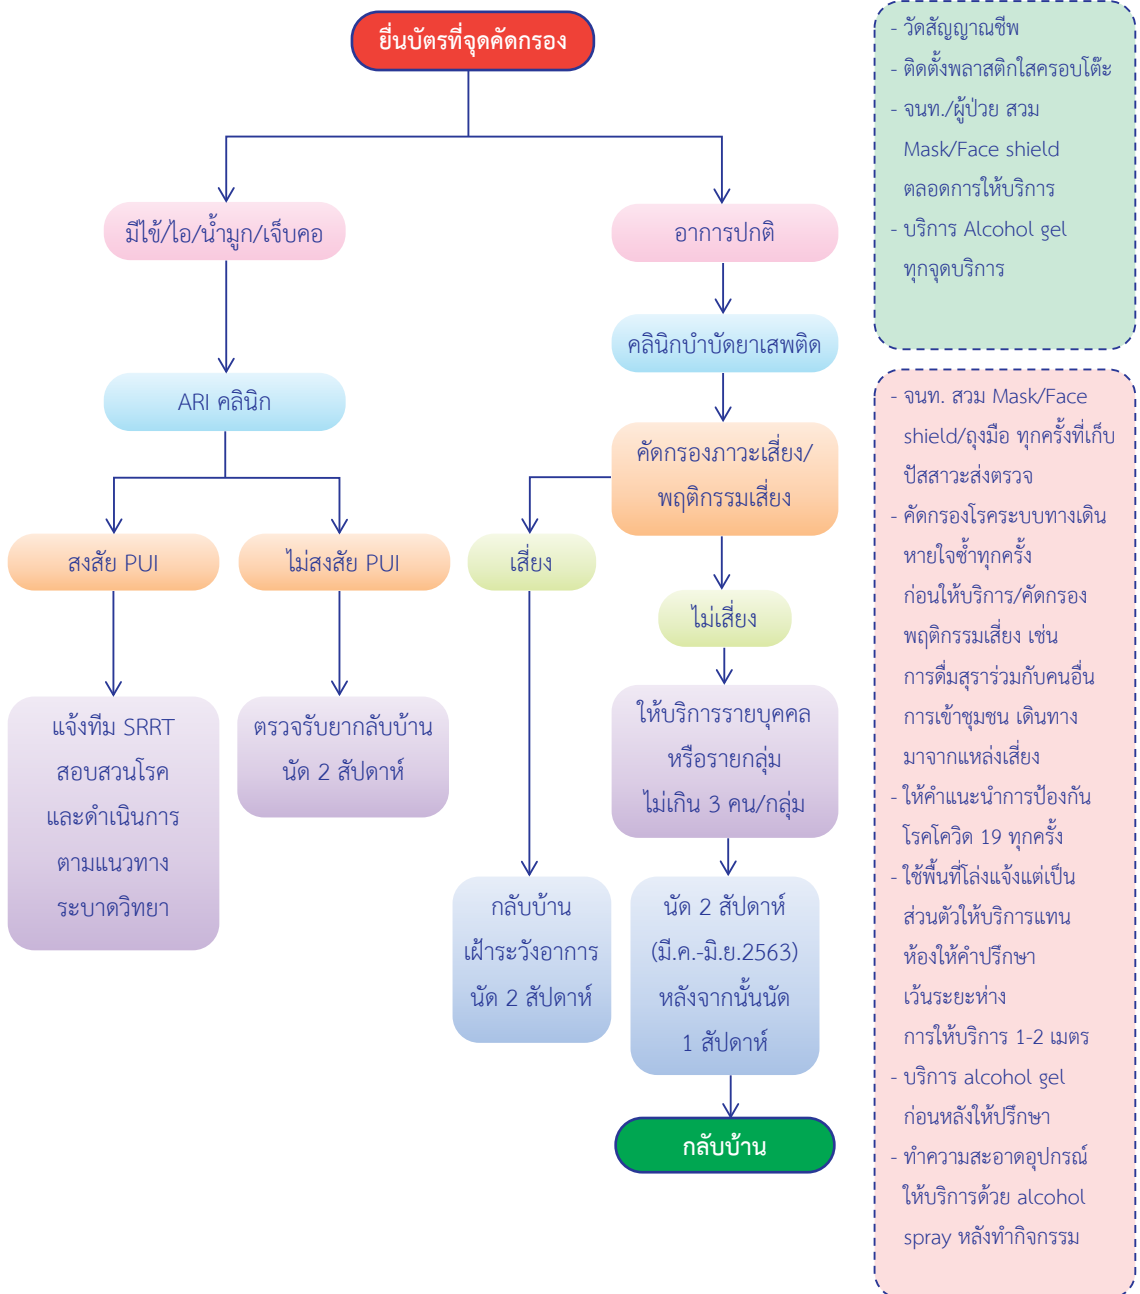 ยื่นบัตรที่จุดคัดกรอง
มีไข้/ไอ/น้ำมูก/เจ็บคอ
อาการปกติ
คลินิกบำบัดยาเสพติด
ARI คลินิก
คัดกรองภาวะเสี่ยง/
พฤติกรรมเสี่ยง
สงสัย PUI
ไม่สงสัย PUI
เสี่ยง
ไม่เสี่ยง
แจ้งทีม SRRT
สอบสวนโรค
และดำเนินการ
ตามแนวทาง
ระบาดวิทยา
ตรวจรับยากลับบ้าน
นัด 2 สัปดาห์
ให้บริการรายบุคคล
หรือรายกลุ่ม
ไม่เกิน 3 คน/กลุ่ม
กลับบ้าน
เฝ้าระวังอาการ
นัด 2 สัปดาห์
นัด 2 สัปดาห์
(มี.ค.-มิ.ย.2563)
หลังจากนั้นนัด
1 สัปดาห์
กลับบ้าน
- วัดสัญญาณชีพ
- ติดตั้งพลาสติกใสครอบโต๊ะ
- จนท./ผู้ป่วย สวม
Mask/Face shield
ตลอดการให้บริการ
- บริการ Alcohol gel
ทุกจุดบริการ
- จนท. สวม Mask/Face
shield/ถุงมือ ทุกครั้งที่เก็บ
ปัสสาวะส่งตรวจ
- คัดกรองโรคระบบทางเดิน
หายใจซ้ำทุกครั้ง
ก่อนให้บริการ/คัดกรอง
พฤติกรรมเสี่ยง เช่น
การดื่มสุราร่วมกับคนอื่น
การเข้าชุมชน เดินทาง
มาจากแหล่งเสี่ยง
- ให้คำแนะนำการป้องกัน
โรคโควิด 19 ทุกครั้ง
- ใช้พื้นที่โล่งแจ้งแต่เป็น
ส่วนตัวให้บริการแทน
ห้องให้คำปรึกษา
เว้นระยะห่าง
การให้บริการ 1-2 เมตร
- บริการ alcohol gel
ก่อนหลังให้ปรึกษา
- ทำความสะอาดอุปกรณ์
ให้บริการด้วย alcohol
spray หลังทำกิจกรรม